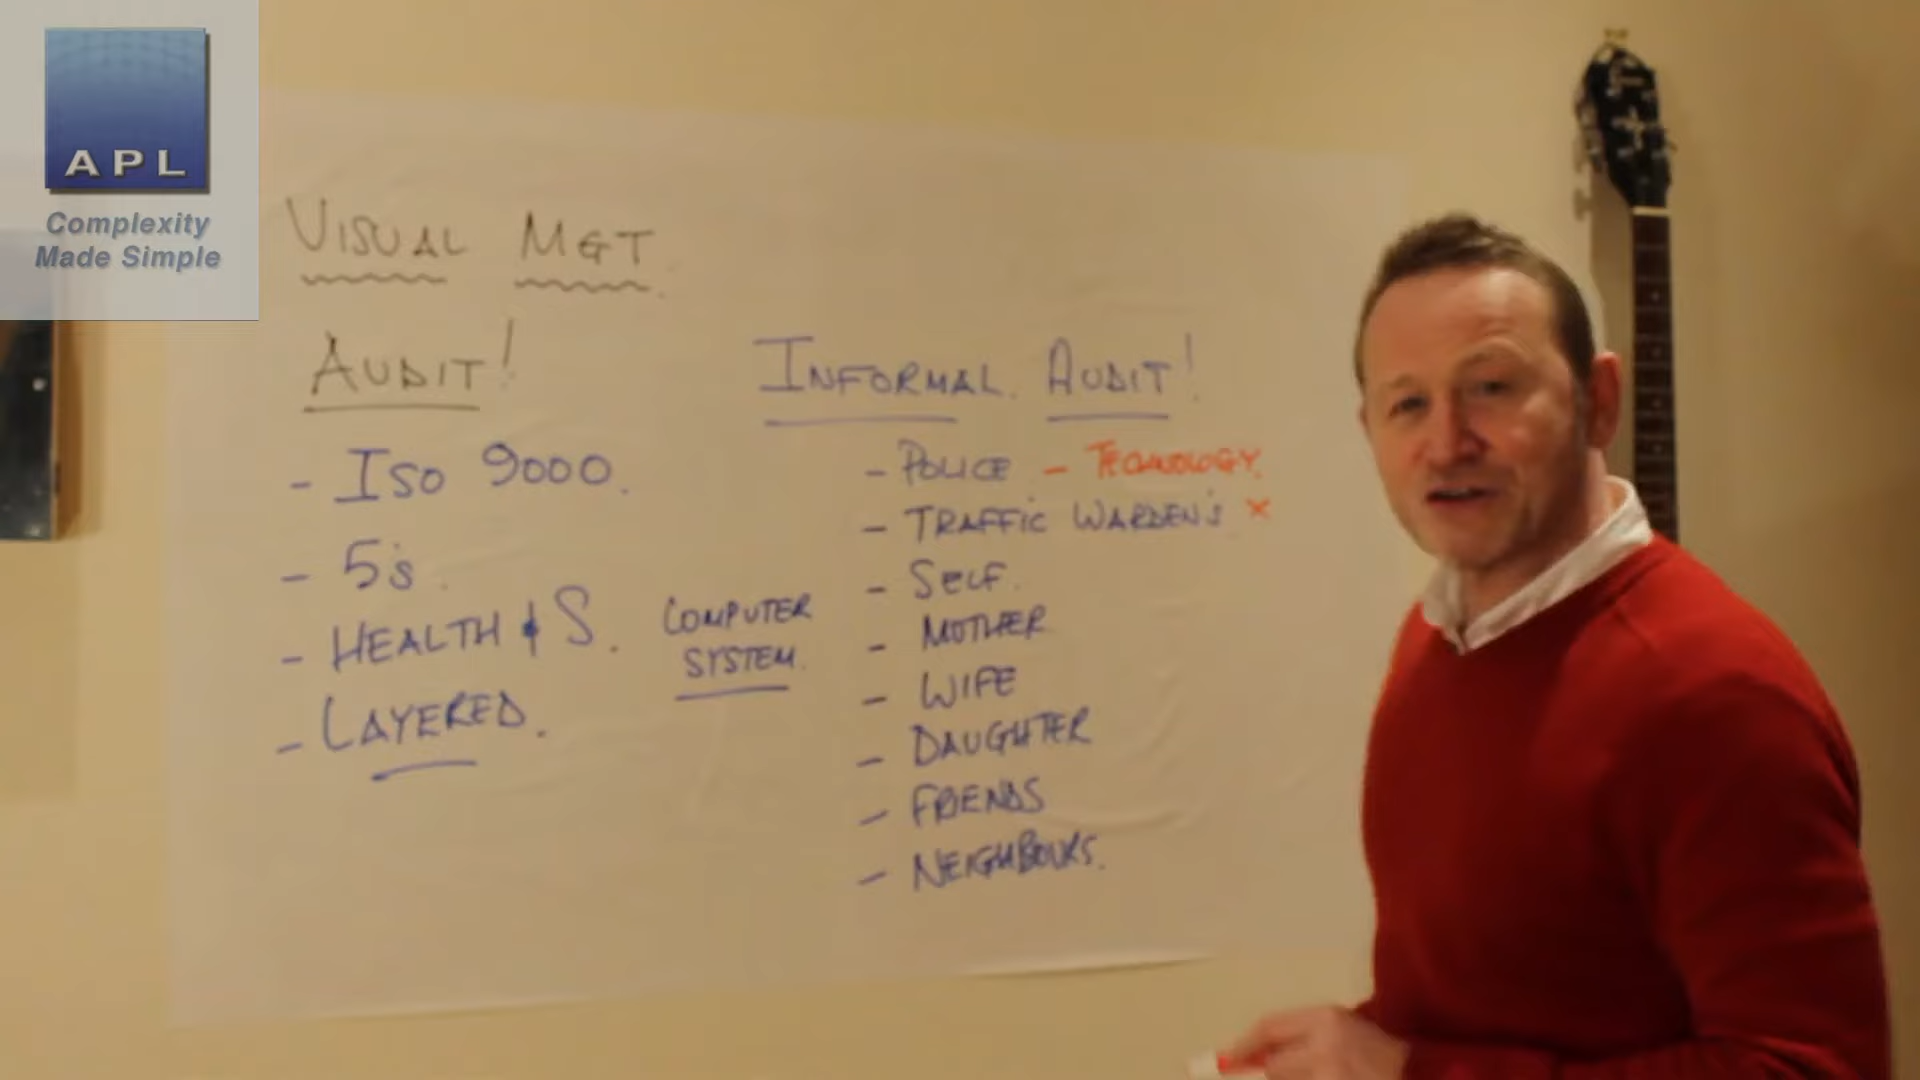 APL
Complexity
Made Simple
VISUAL MGT.
AUDIT!
- ISO 9000.
- 5's.
- HEALTH & S.
- LAYERED.
COMPUTER
SYSTEM.
INFORMAL. AUDIT!
- POLICE - TECHNOLOGY.
- TRAFFIC WARDEN'S x
- SELF.
- MOTHER
- WIFE
- DAUGHTER
- FRIENDS
- NEIGHBOURS.